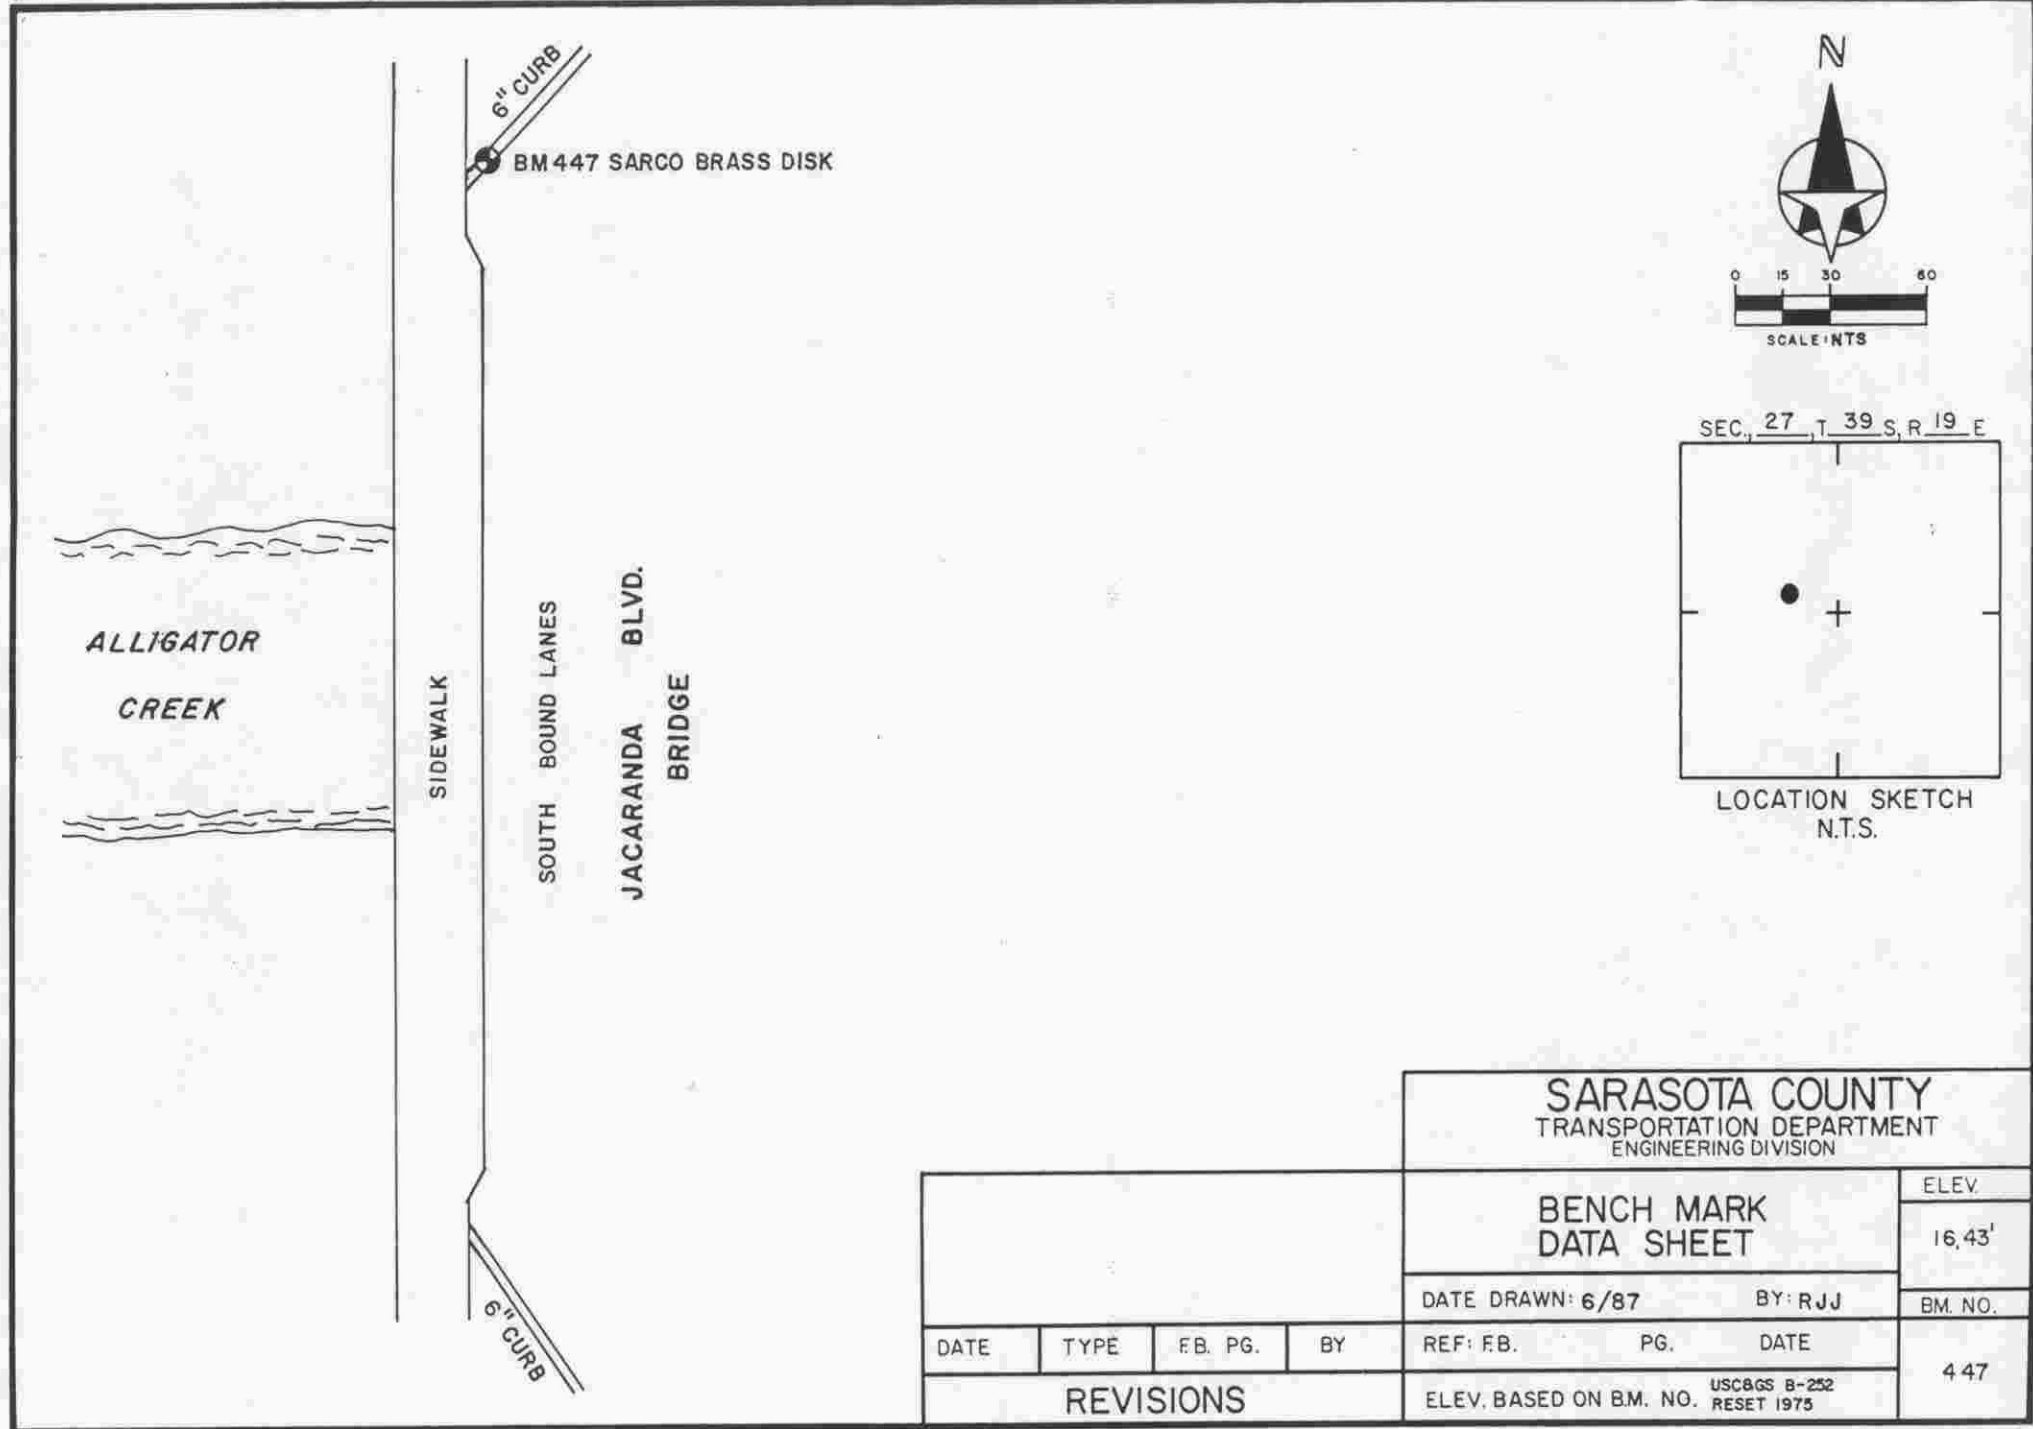 6" CURB
BM 447 SARCO BRASS DISK
N
0 15 30 60
SCALE: NTS
SEC., 27 , T 39 S, R 19 E
LOCATION SKETCH
N.T.S.
ALLIGATOR
CREEK
SIDEWALK
SOUTH BOUND LANES
JACARANDA BLVD.
BRIDGE
6" CURB
SARASOTA COUNTY
TRANSPORTATION DEPARTMENT
ENGINEERING DIVISION
BENCH MARK
DATA SHEET
ELEV.
16.43'
DATE DRAWN: 6/87 BY: RJJ
BM. NO.
447
REF: F.B. PG. DATE
ELEV. BASED ON B.M. NO. USC&GS B-252
RESET 1975
DATE TYPE F.B. PG. BY
REVISIONS